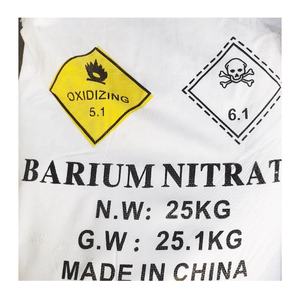 OXIDIZING
5.1
6.1
BARIUM NITRAT
N.W: 25KG
G.W : 25.1KG
MADE IN CHINA